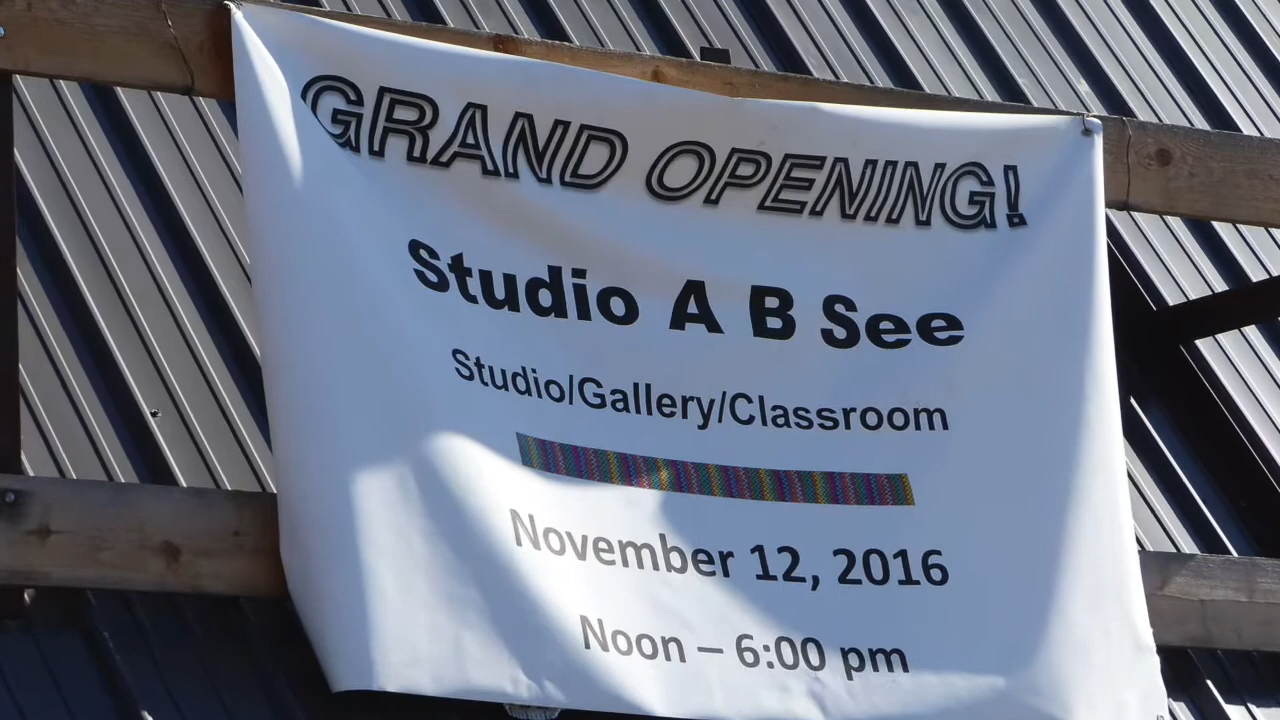 GRAND OPENING!
Studio A B See
Studio/Gallery/Classroom
November 12, 2016
Noon – 6:00 pm